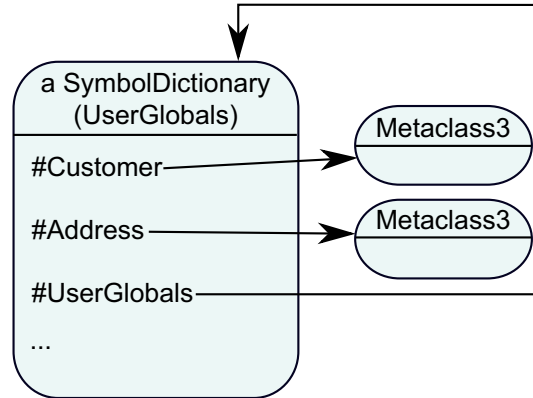 a SymbolDictionary
(UserGlobals)
#Customer
#Address
#UserGlobals
...
Metaclass3
Metaclass3